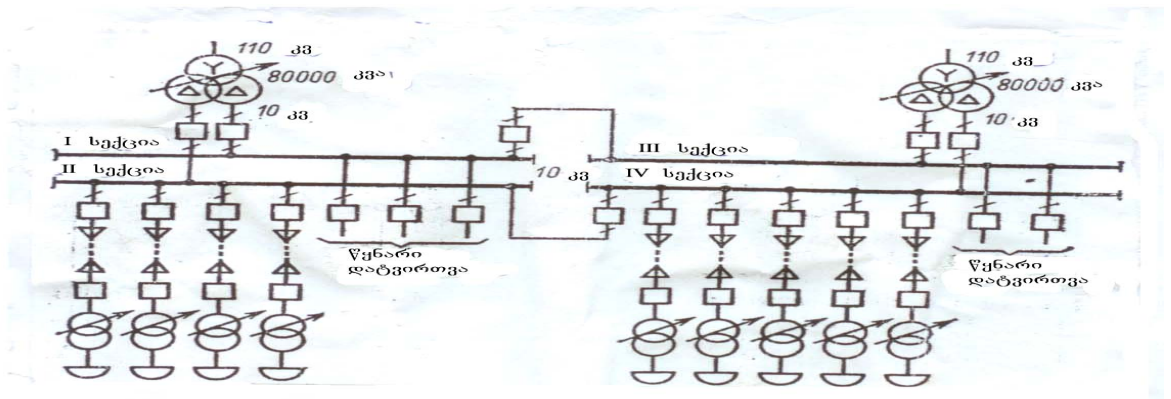 110 კვ
80000 კვა
10 კვ
I სექცია
II სექცია
10 კვ
წყნარი
დატვირთვა
110 კვ
80000 კვა
10 კვ
III სექცია
IV სექცია
წყნარი
დატვირთვა